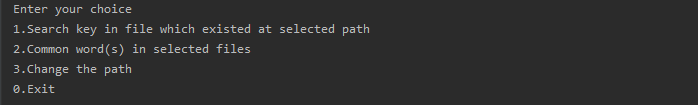 Enter your choice
1.Search key in file which existed at selected path
2.Common word(s) in selected files
3.Change the path
0.Exit